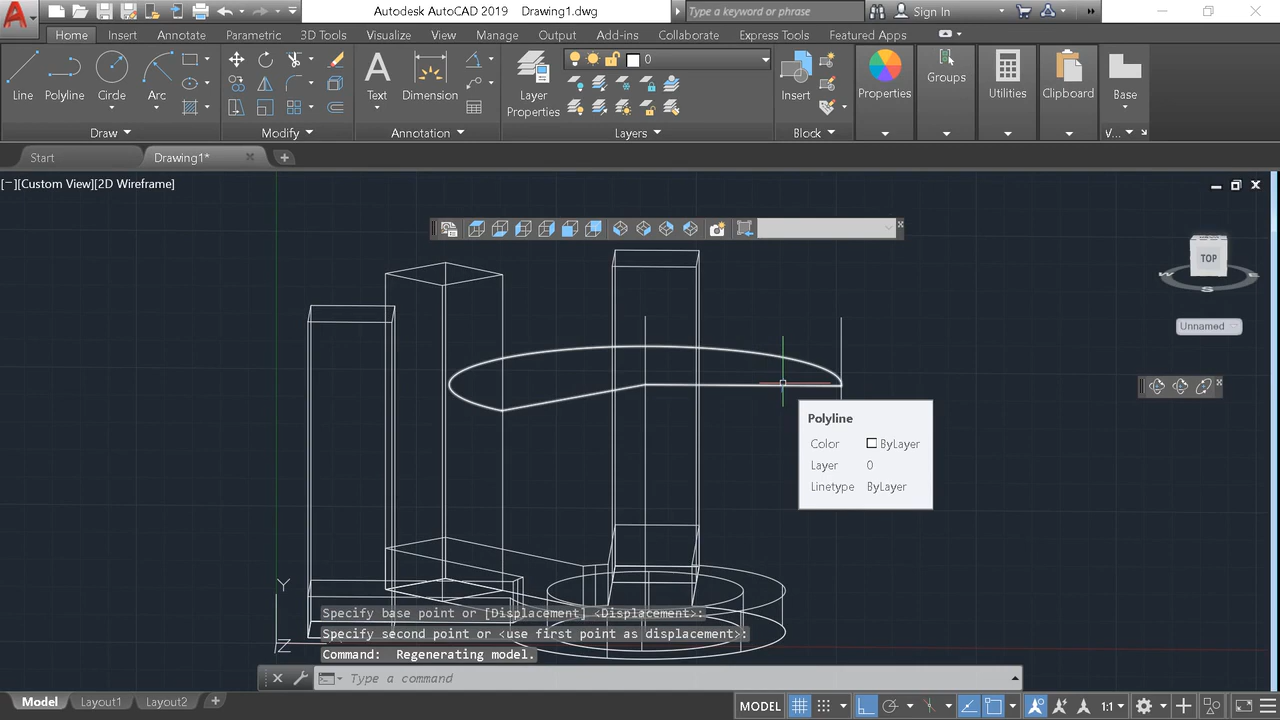 Autodesk AutoCAD 2019 Drawing1.dwg
Type a keyword or phrase
Sign In
Home Insert Annotate Parametric 3D Tools Visualize View Manage Output Add-ins Collaborate Express Tools Featured Apps
Line Polyline Circle Arc
Text Dimension
Layer Properties
0
Insert
Properties
Groups
Utilities
Clipboard
Base
Draw Modify Annotation Layers Block V...
Start Drawing1*
[−][Custom View][2D Wireframe]
TOP
W
E
S
Unnamed
Polyline
Color ByLayer
Layer 0
Linetype ByLayer
Y
Z
Specify base point or [Displacement] <Displacement>:
Specify second point or <use first point as displacement>:
Command: Regenerating model.
Type a command
Model Layout1 Layout2
MODEL
1:1